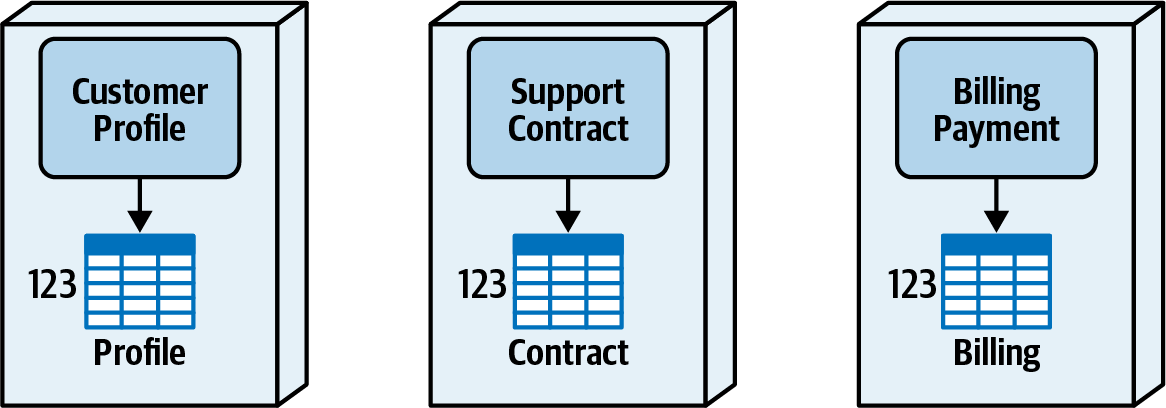 Customer
Profile
123
Profile
Support
Contract
123
Contract
Billing
Payment
123
Billing